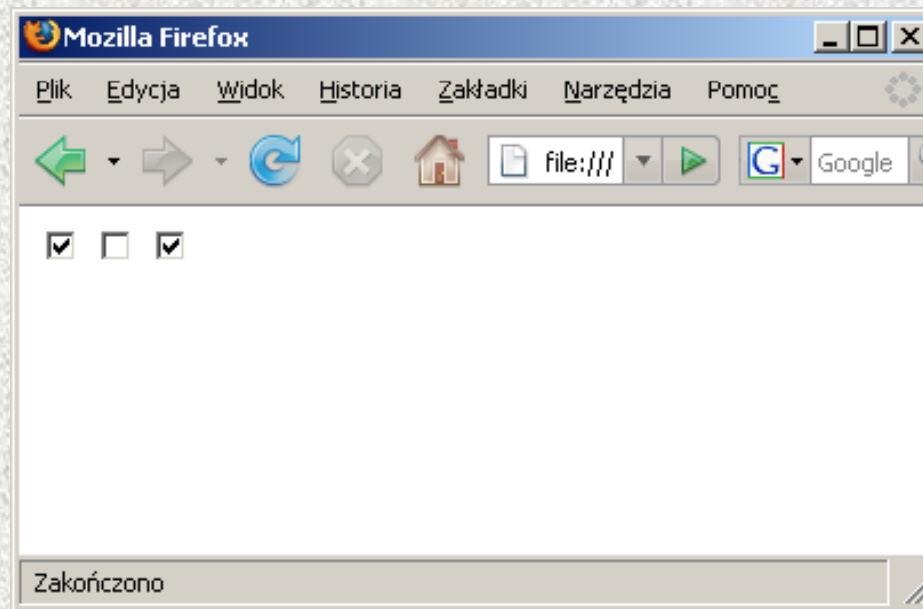 Mozilla Firefox
Plik Edycja Widok Historia Zakładki Narzędzia Pomoc
file:/// G Google
Zakończono